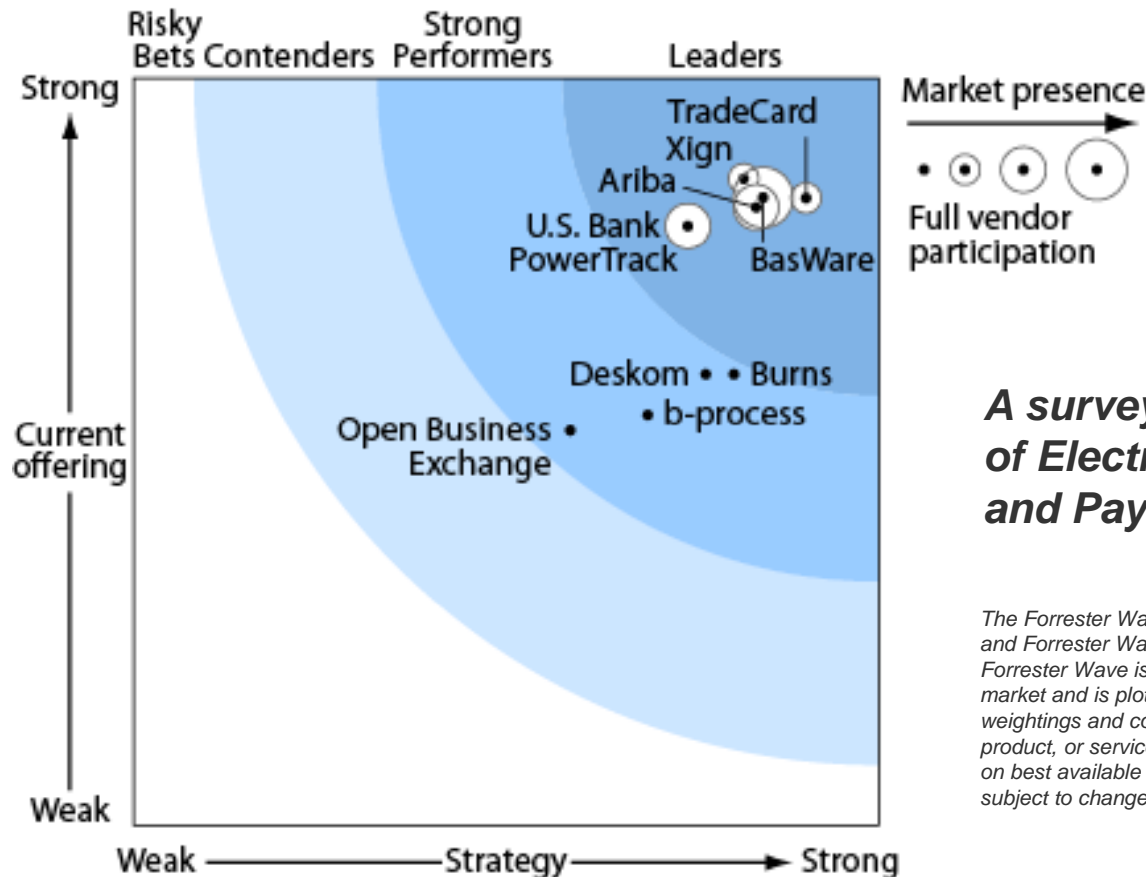 Risky
Bets
Contenders
Strong
Performers
Leaders
Strong
Market presence
TradeCard
Xign
Ariba
Full vendor
participation
U.S. Bank
PowerTrack
BasWare
Deskom
Burns
b-process
Open Business
Exchange
Current
offering
A survey
of Electr
and Pay
The Forrester Wa
and Forrester Wa
Forrester Wave is
market and is plot
weightings and co
product, or servic
on best available
subject to change
Weak
Weak
Strategy
Strong